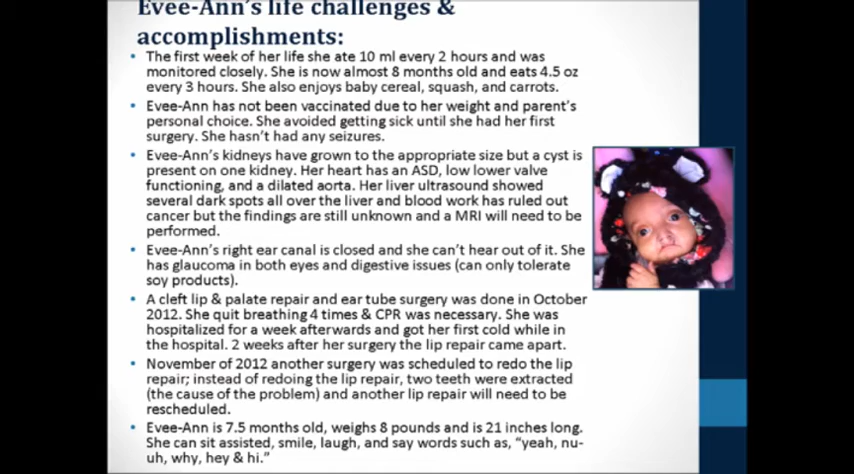 Evee-Ann's life challenges &
accomplishments:
• The first week of her life she ate 10 ml every 2 hours and was
monitored closely. She is now almost 8 months old and eats 4.5 oz
every 3 hours. She also enjoys baby cereal, squash, and carrots.
• Evee-Ann has not been vaccinated due to her weight and parent's
personal choice. She avoided getting sick until she had her first
surgery. She hasn't had any seizures.
• Evee-Ann's kidneys have grown to the appropriate size but a cyst is
present on one kidney. Her heart has an ASD, low lower valve
functioning, and a dilated aorta. Her liver ultrasound showed
several dark spots all over the liver and blood work has ruled out
cancer but the findings are still unknown and a MRI will need to be
performed.
• Evee-Ann's right ear canal is closed and she can't hear out of it. She
has glaucoma in both eyes and digestive issues (can only tolerate
soy products).
• A cleft lip & palate repair and ear tube surgery was done in October
2012. She quit breathing 4 times & CPR was necessary. She was
hospitalized for a week afterwards and got her first cold while in
the hospital. 2 weeks after her surgery the lip repair came apart.
• November of 2012 another surgery was scheduled to redo the lip
repair; instead of redoing the lip repair, two teeth were extracted
(the cause of the problem) and another lip repair will need to be
rescheduled.
• Evee-Ann is 7.5 months old, weighs 8 pounds and is 21 inches long.
She can sit assisted, smile, laugh, and say words such as, "yeah, nu-
uh, why, hey & hi."